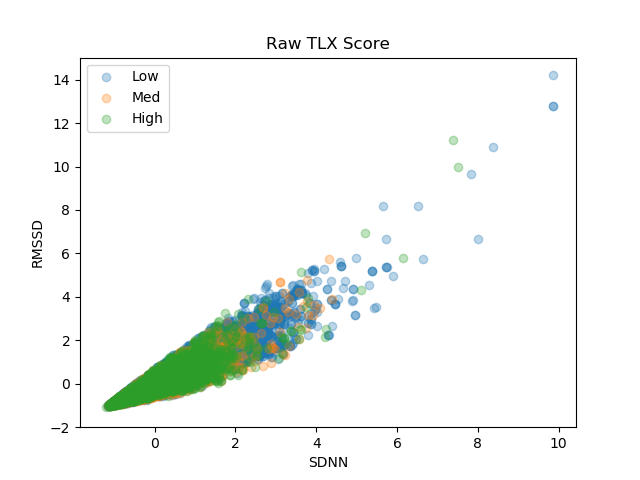 Raw TLX Score
Low
Med
High
14
12
10
8
6
4
2
0
−2
RMSSD
0 2 4 6 8 10
SDNN